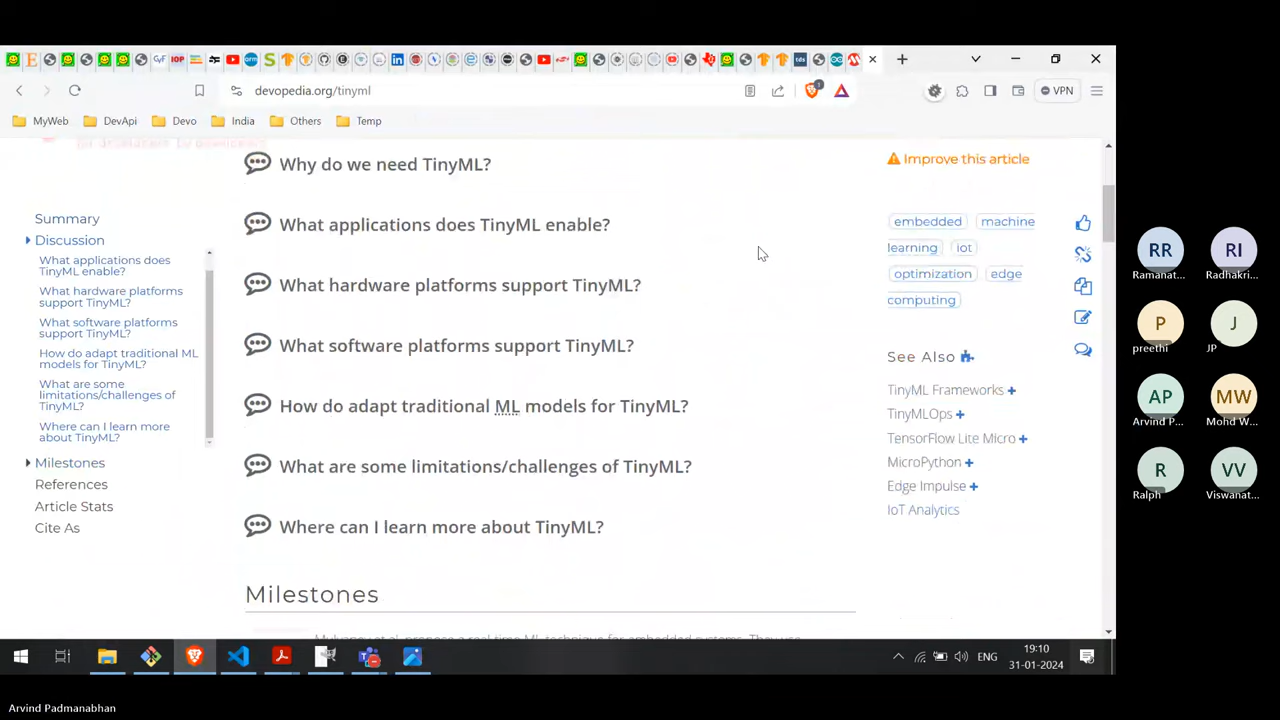 devopedia.org/tinyml
VPN
MyWeb
DevApi
Devo
India
Others
Temp
Summary
Discussion
What applications does
TinyML enable?
What hardware platforms
support TinyML?
What software platforms
support TinyML?
How do adapt traditional ML
models for TinyML?
What are some
limitations/challenges of
TinyML?
Where can I learn more
about TinyML?
Milestones
References
Article Stats
Cite As
Why do we need TinyML?
What applications does TinyML enable?
What hardware platforms support TinyML?
What software platforms support TinyML?
How do adapt traditional ML models for TinyML?
What are some limitations/challenges of TinyML?
Where can I learn more about TinyML?
Milestones
Improve this article
embedded machine
learning iot
optimization edge
computing
See Also
TinyML Frameworks +
TinyMLOps +
TensorFlow Lite Micro +
MicroPython +
Edge Impulse +
IoT Analytics
RR
Ramanat...
RI
Radhakri...
P
preethi
J
JP
AP
Arvind P...
MW
Mohd W...
R
Ralph
VV
Viswanat...
ENG
19:10
31-01-2024
Arvind Padmanabhan